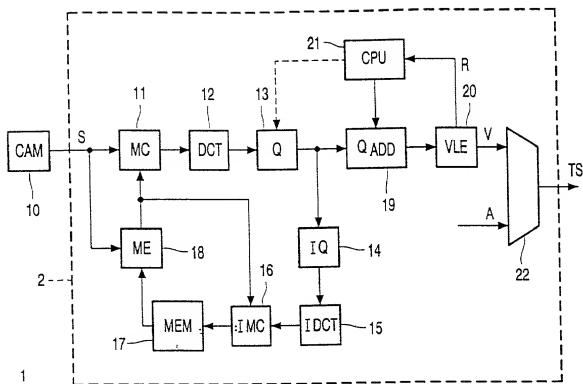 21
CPU
R
11
12
13
20
S
V
CAM
MC
DCT
Q
Q ADD
VLE
TS
10
19
A
ME
18
IQ
14
22
2
16
MEM
IMC
IDCT
15
17
1